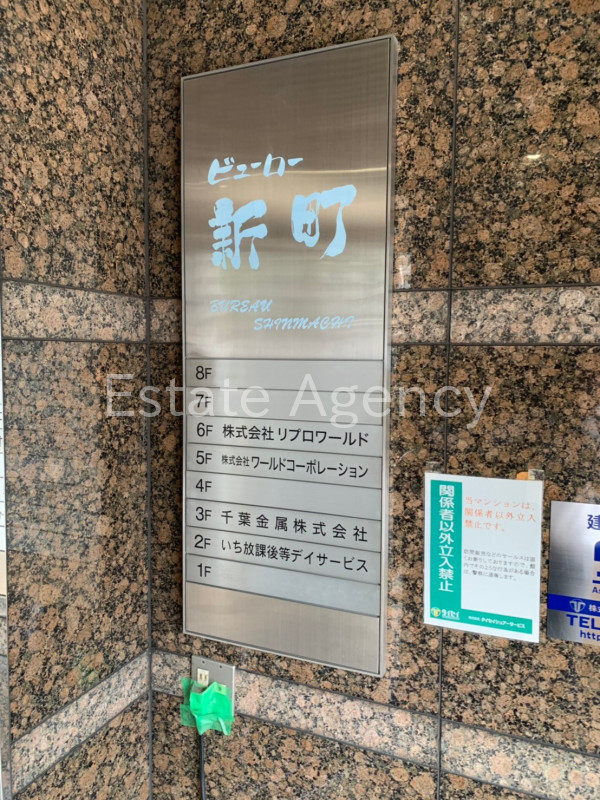 ビューロー
新町
BUREAU
SHINMACHI
8F
7F
Estate Agency
6F 株式会社リプロワールド
5F 株式会社ワールドコーポレーション
4F
3F 千葉金属株式会社
2F いち放課後等デイサービス
1F
関係者以外立入禁止
当マンションは、
関係者以外立入
禁止です。
TEL
http